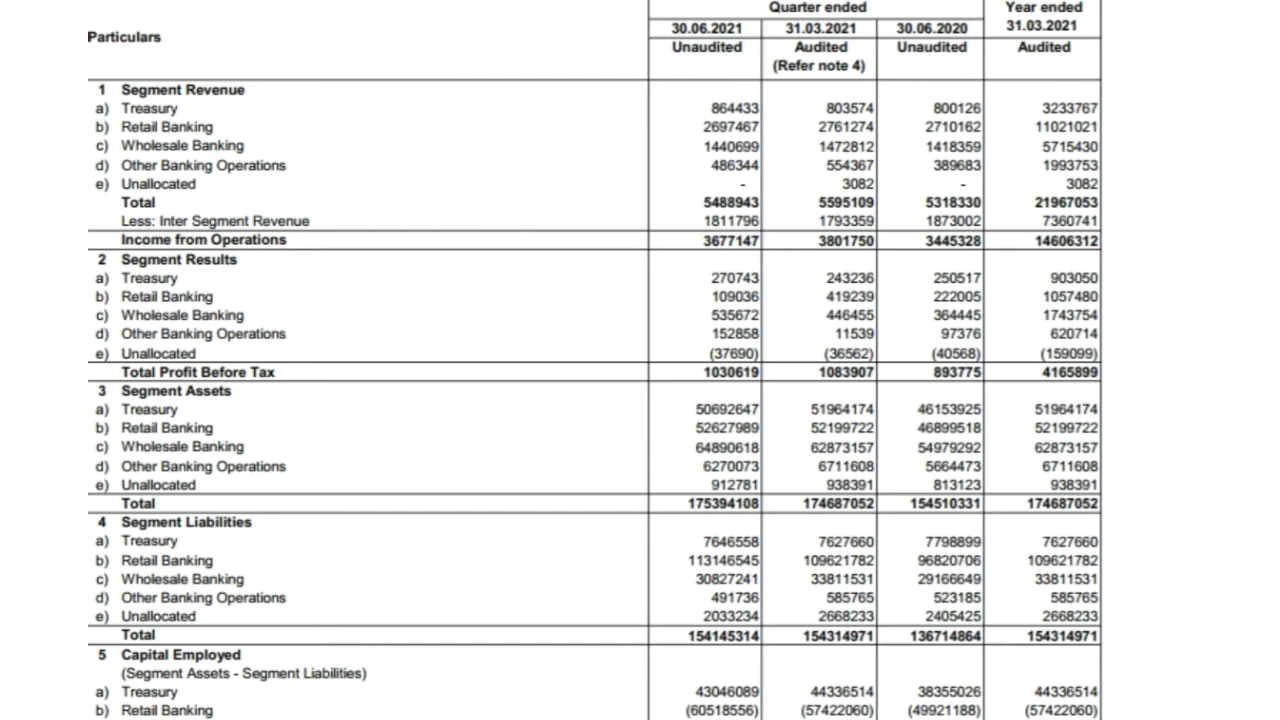 Quarter ended Year ended
30.06.2021 31.03.2021 30.06.2020 31.03.2021
Particulars
Unaudited Audited Unaudited Audited
(Refer note 4)
1 Segment Revenue
a) Treasury 864433 803574 800126 3233767
b) Retail Banking 2697467 2761274 2710162 11021021
c) Wholesale Banking 1440699 1472812 1418359 5715430
d) Other Banking Operations 486344 554367 389683 1993753
e) Unallocated - 3082 - 3082
Total 5488943 5595109 5318330 21967053
Less: Inter Segment Revenue 1811796 1793359 1873002 7360741
Income from Operations 3677147 3801750 3445328 14606312
2 Segment Results
a) Treasury 270743 243236 250517 903050
b) Retail Banking 109036 419239 222005 1057480
c) Wholesale Banking 535672 446455 364445 1743754
d) Other Banking Operations 152858 11539 97376 620714
e) Unallocated (37690) (36562) (40568) (159099)
Total Profit Before Tax 1030619 1083907 893775 4165899
3 Segment Assets
a) Treasury 50692647 51964174 46153925 51964174
b) Retail Banking 52627989 52199722 46899518 52199722
c) Wholesale Banking 64890618 62873157 54979292 62873157
d) Other Banking Operations 6270073 6711608 5664473 6711608
e) Unallocated 912781 938391 813123 938391
Total 175394108 174687052 154510331 174687052
4 Segment Liabilities
a) Treasury 7646558 7627660 7798899 7627660
b) Retail Banking 113146545 109621782 96820706 109621782
c) Wholesale Banking 30827241 33811531 29166649 33811531
d) Other Banking Operations 491736 585765 523185 585765
e) Unallocated 2033234 2668233 2405425 2668233
Total 154145314 154314971 136714864 154314971
5 Capital Employed
(Segment Assets - Segment Liabilities)
a) Treasury 43046089 44336514 38355026 44336514
b) Retail Banking (60518556) (57422060) (49921188) (57422060)